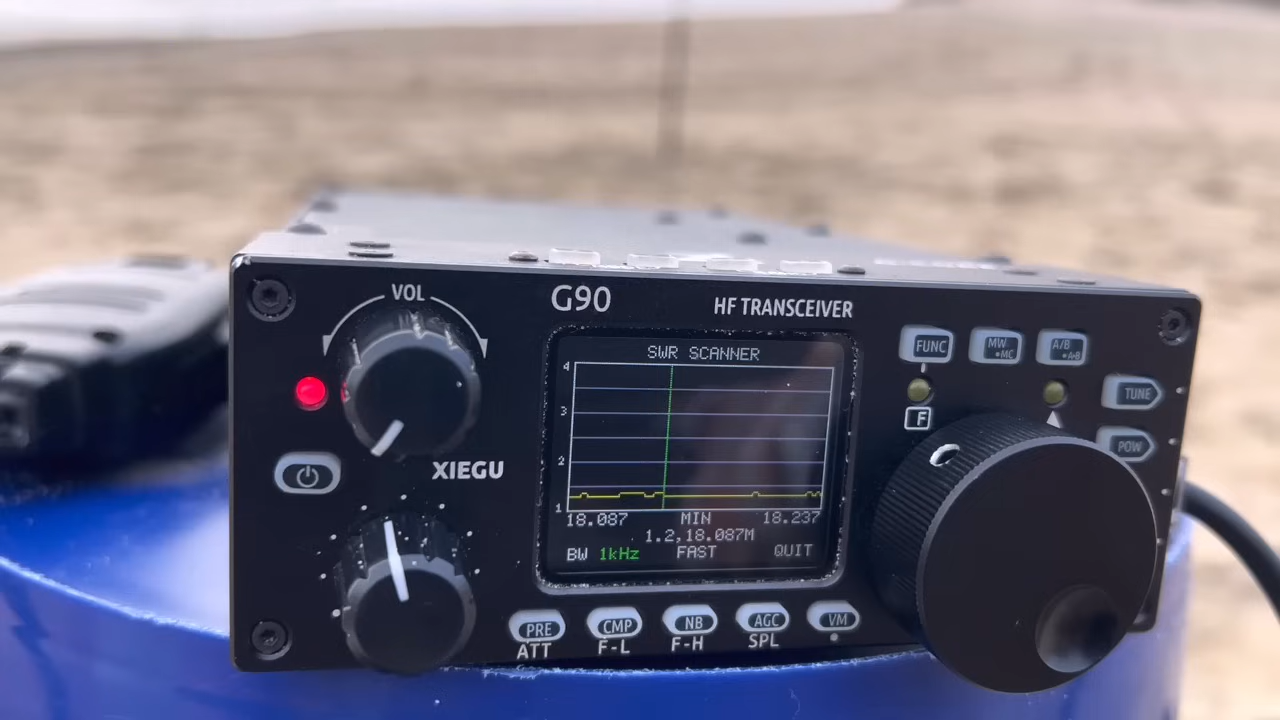 VOL
G90
HF TRANSCEIVER
XIEGU
SWR SCANNER
4
3
2
1
18.087 MIN 18.237
1.2,18.087M
BW 1kHz FAST QUIT
FUNC
MW
•MC
A/B
•A=B
F
TUNE
POW
PRE
CMP
NB
AGC
VM
ATT
F-L
F-H
SPL